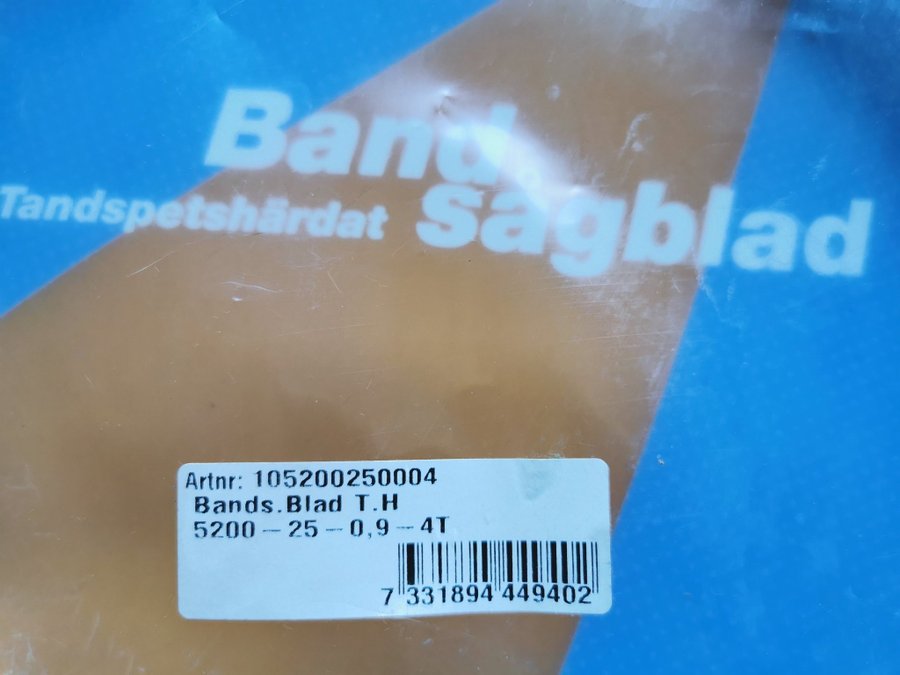 Band
Tandspetshärdat sågblad
Artnr: 105200250004
Bands.Blad T.H
5200-25-0,9-4T
7 331894 449402